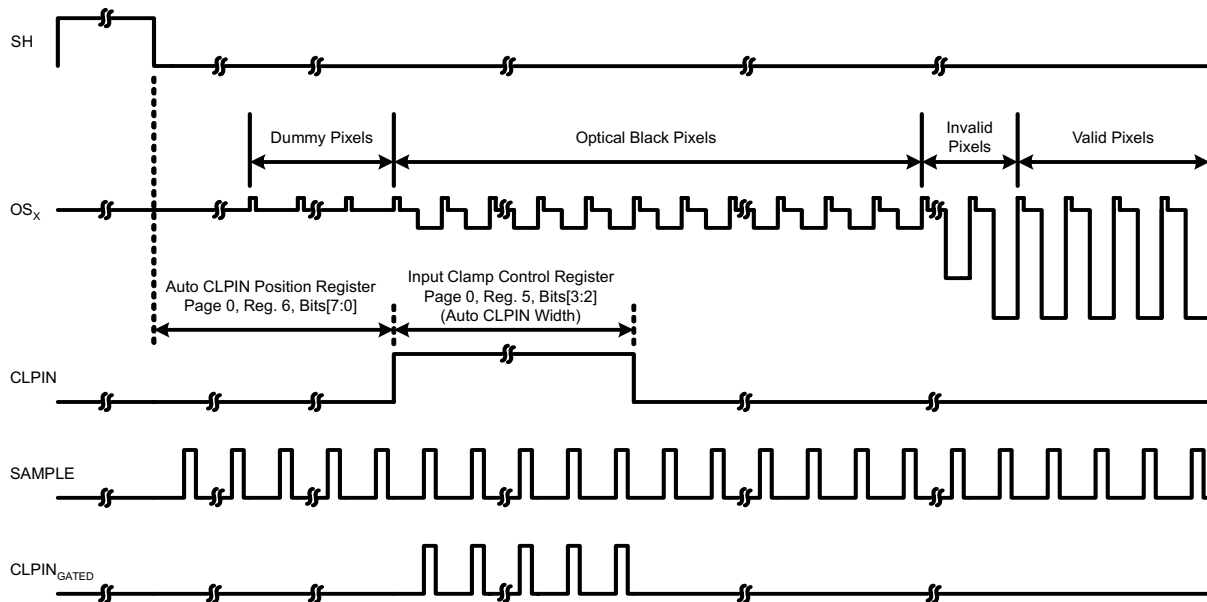 SH
Dummy Pixels
Optical Black Pixels
Invalid
Pixels
Valid Pixels
OSX
Auto CLPIN Position Register
Page 0, Reg. 6, Bits[7:0]
Input Clamp Control Register
Page 0, Reg. 5, Bits[3:2]
(Auto CLPIN Width)
CLPIN
SAMPLE
CLPINGATED